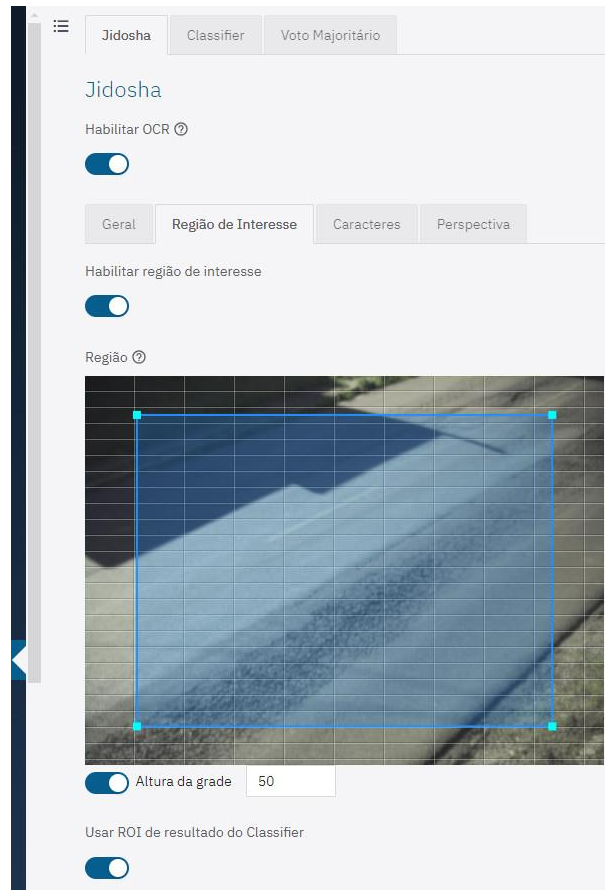 Jidosha Classifier Voto Majoritário
Jidosha
Habilitar OCR
Geral Região de Interesse Caracteres Perspectiva
Habilitar região de interesse
Região
Altura da grade 50
Usar ROI de resultado do Classifier